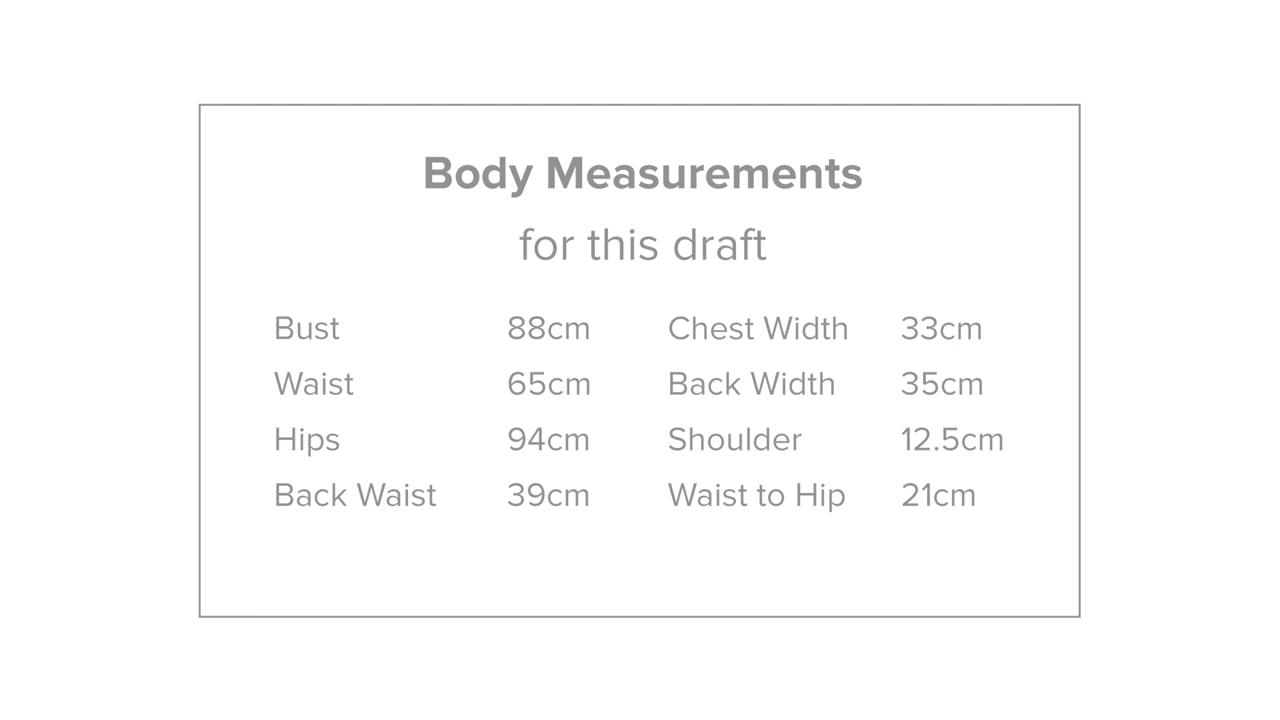 Body Measurements
for this draft
Bust 88cm Chest Width 33cm
Waist 65cm Back Width 35cm
Hips 94cm Shoulder 12.5cm
Back Waist 39cm Waist to Hip 21cm